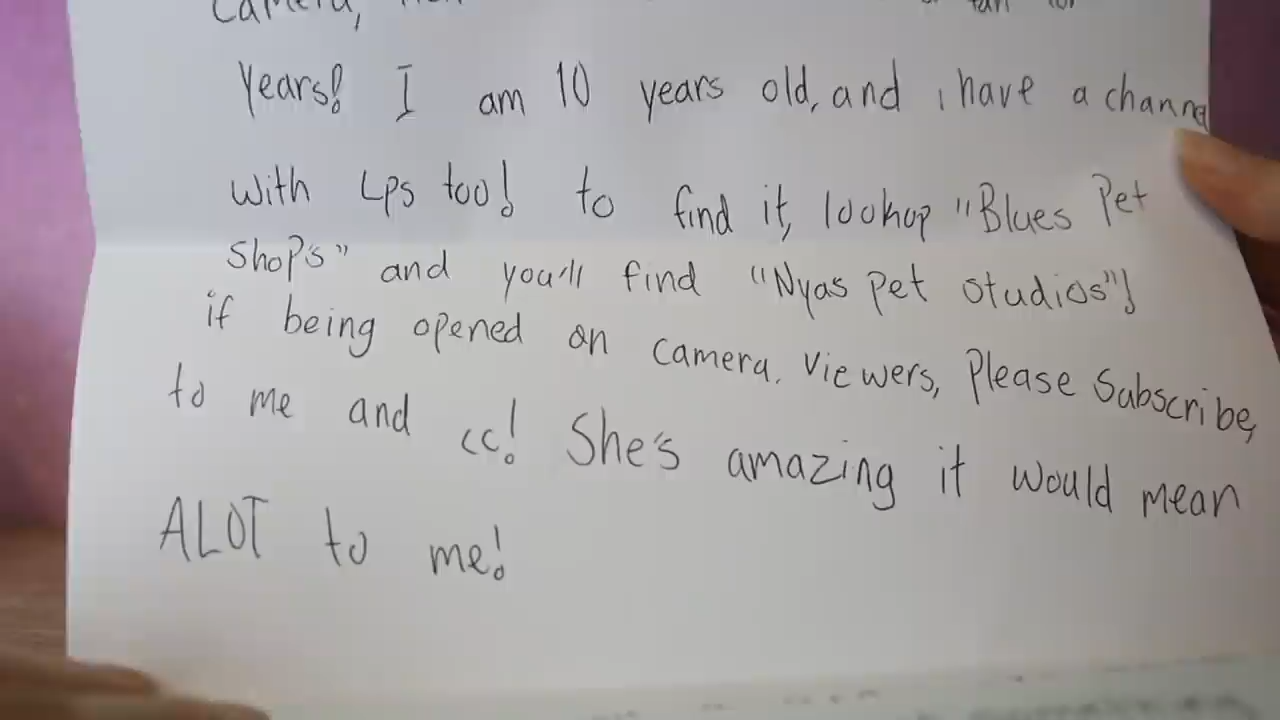 camera,
Years! I am 10 years old, and i have a channel
with Lps too! to find it, lookup "Blues Pet
Shop's" and you'll find "Nyas pet studios"}
if being opened on camera. Viewers, Please Subscribe,
to me and cc! She's amazing it would mean
ALOT to me!